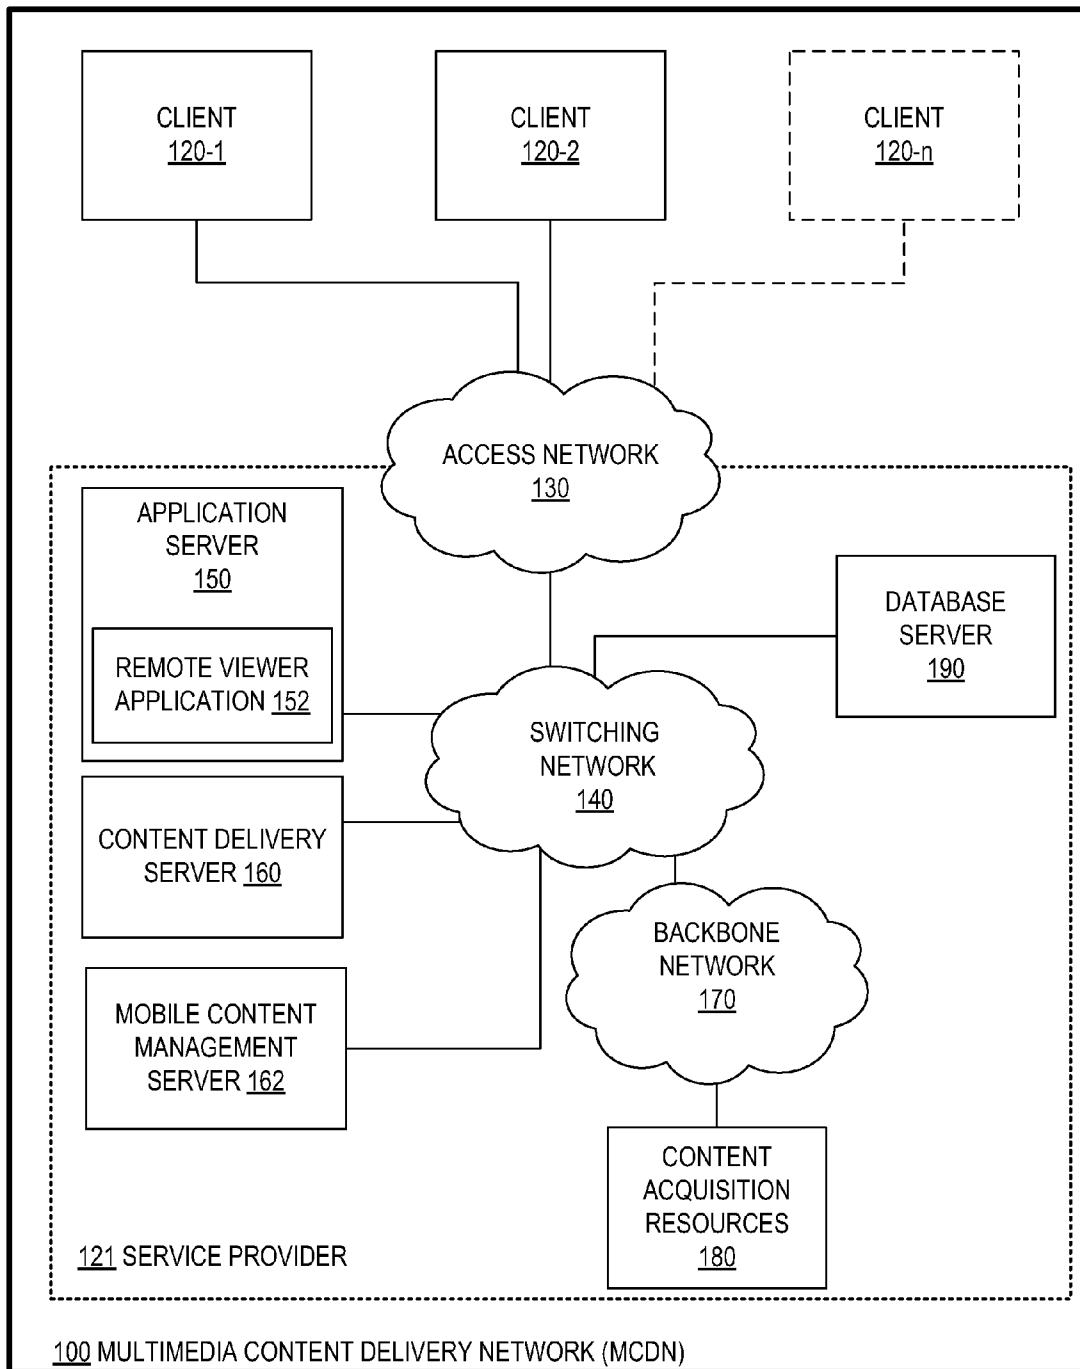 CLIENT
120-1
CLIENT
120-2
CLIENT
120-n
ACCESS NETWORK
130
APPLICATION
SERVER
150
REMOTE VIEWER
APPLICATION 152
DATABASE
SERVER
190
SWITCHING
NETWORK
140
CONTENT DELIVERY
SERVER 160
BACKBONE
NETWORK
170
MOBILE CONTENT
MANAGEMENT
SERVER 162
CONTENT
ACQUISITION
RESOURCES
180
121 SERVICE PROVIDER
100 MULTIMEDIA CONTENT DELIVERY NETWORK (MCDN)